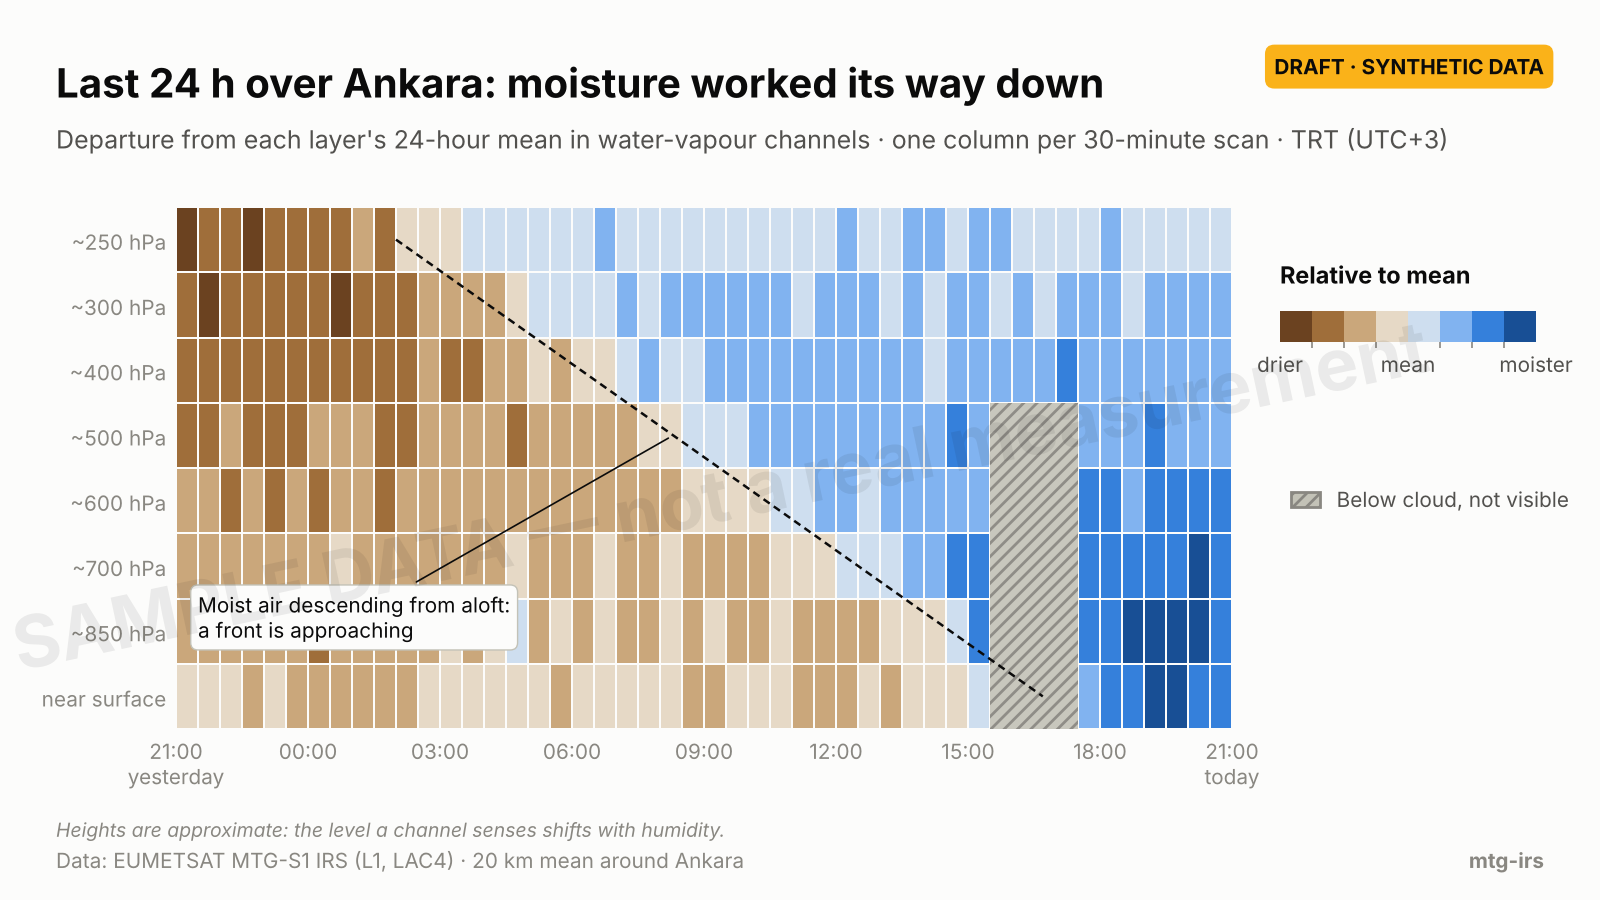 Last 24 h over Ankara: moisture worked its way down
DRAFT · SYNTHETIC DATA
Departure from each layer's 24-hour mean in water-vapour channels · one column per 30-minute scan · TRT (UTC+3)
~250 hPa
~300 hPa
~400 hPa
~500 hPa
~600 hPa
~700 hPa
~850 hPa
near surface
Moist air descending from aloft:
a front is approaching
SAMPLE DATA — not a real measurement
Relative to mean
drier mean moister
Below cloud, not visible
21:00 00:00 03:00 06:00 09:00 12:00 15:00 18:00 21:00
yesterday today
Heights are approximate: the level a channel senses shifts with humidity.
Data: EUMETSAT MTG-S1 IRS (L1, LAC4) · 20 km mean around Ankara
mtg-irs